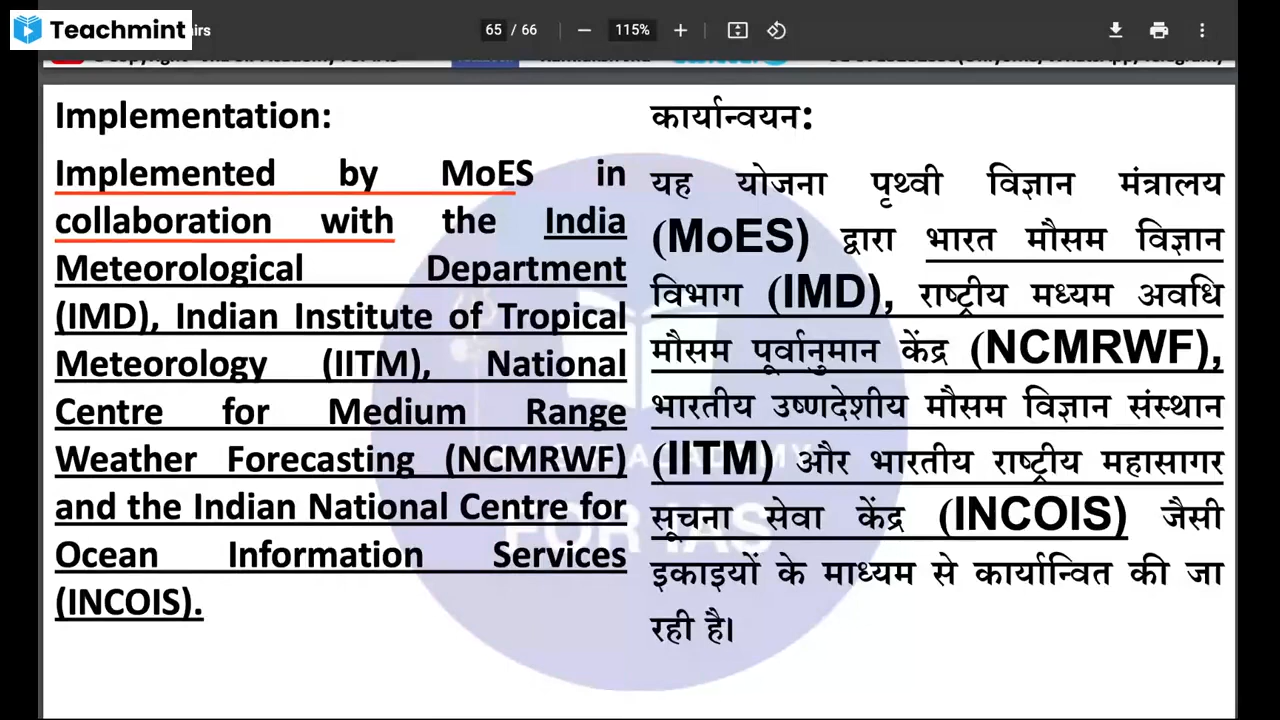 Teachmint
irs
65 / 66
115%
Implementation:
Implemented by MoES in
collaboration with the India
Meteorological Department
(IMD), Indian Institute of Tropical
Meteorology (IITM), National
Centre for Medium Range
Weather Forecasting (NCMRWF)
and the Indian National Centre for
Ocean Information Services
(INCOIS).
कार्यान्वयन:
यह योजना पृथ्वी विज्ञान मंत्रालय
(MoES) द्वारा भारत मौसम विज्ञान
विभाग (IMD), राष्ट्रीय मध्यम अवधि
मौसम पूर्वानुमान केंद्र (NCMRWF),
भारतीय उष्णदेशीय मौसम विज्ञान संस्थान
(IITM) और भारतीय राष्ट्रीय महासागर
सूचना सेवा केंद्र (INCOIS) जैसी
इकाइयों के माध्यम से कार्यान्वित की जा
रही है।
FOR IAS